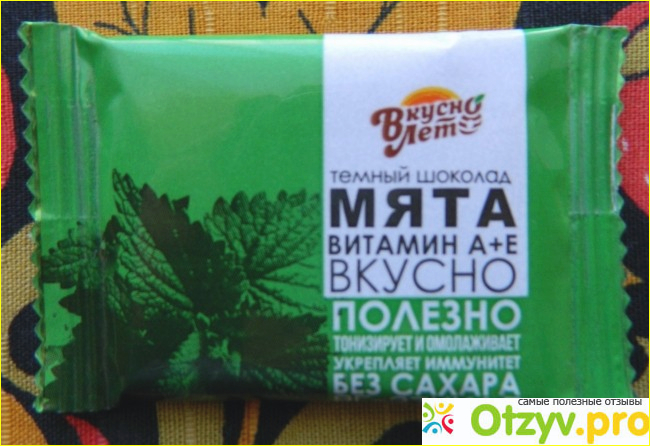 Вкусно
Лето
ТЕМНЫЙ ШОКОЛАД
МЯТА
ВИТАМИН А+Е
ВКУСНО
ПОЛЕЗНО
ТОНИЗИРУЕТ И ОМОЛАЖИВАЕТ
УКРЕПЛЯЕТ ИММУНИТЕТ
БЕЗ САХАРА
самые полезные отзывы
Otzyv.pro